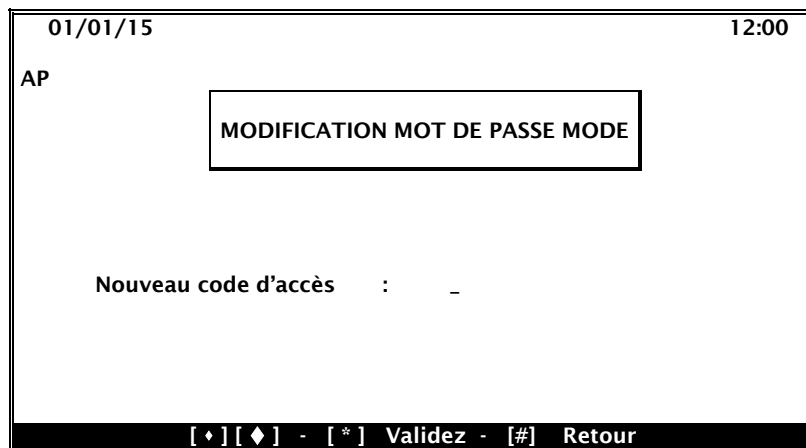 01/01/15 12:00
AP
MODIFICATION MOT DE PASSE MODE
Nouveau code d’accès : _
[⬩][♦] - [*] Validez - [#] Retour